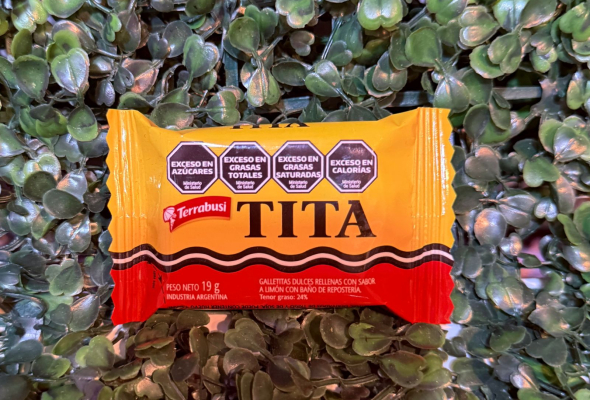 TITA
EXCESO EN
AZÚCARES
Ministerio
de Salud
EXCESO EN
GRASAS
TOTALES
Ministerio
de Salud
EXCESO EN
GRASAS
SATURADAS
Ministerio
de Salud
EXCESO EN
CALORÍAS
Ministerio
de Salud
Terrabusi
TITA
PESO NETO 19 g
INDUSTRIA ARGENTINA
GALLETITAS DULCES RELLENAS CON SABOR
A LIMÓN CON BAÑO DE REPOSTERÍA
Tenor graso: 24%